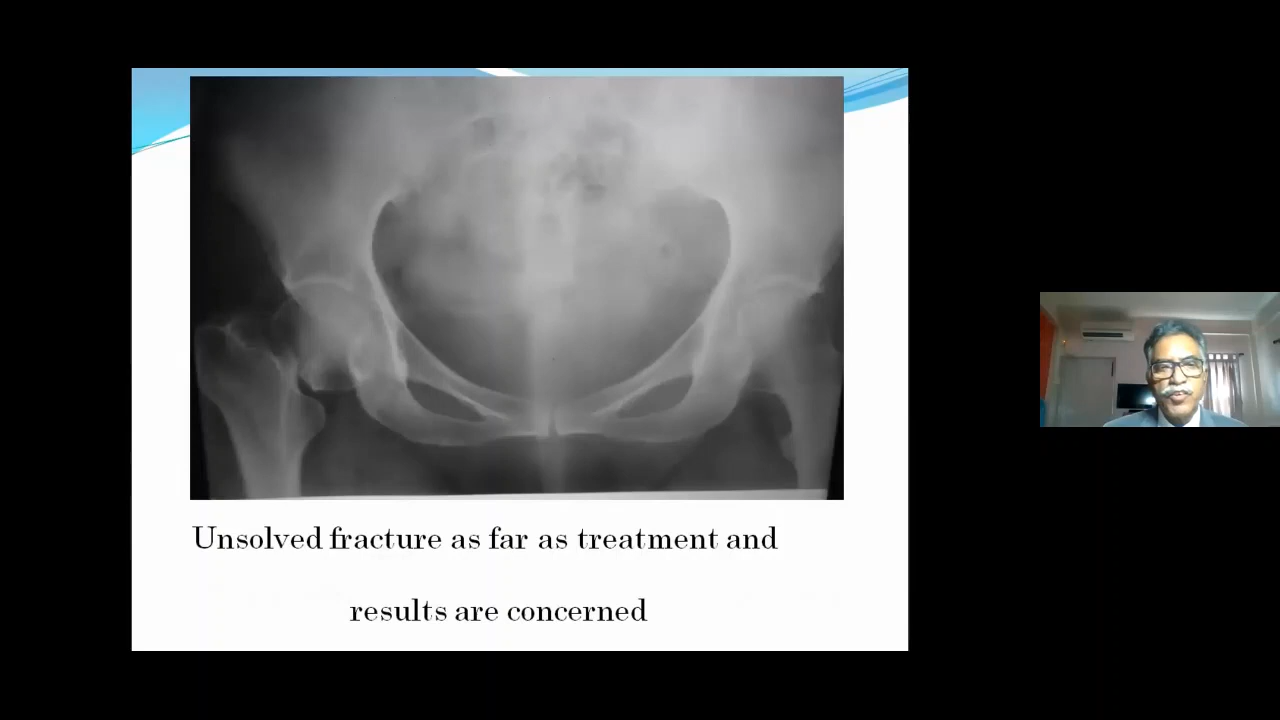 Unsolved fracture as far as treatment and
results are concerned